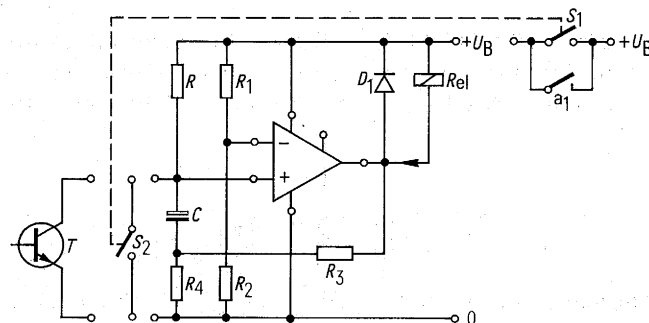 S1
+UB
+UB
a1
R
R1
D1
Rel
−
+
C
T
S2
R3
R4
R2
0